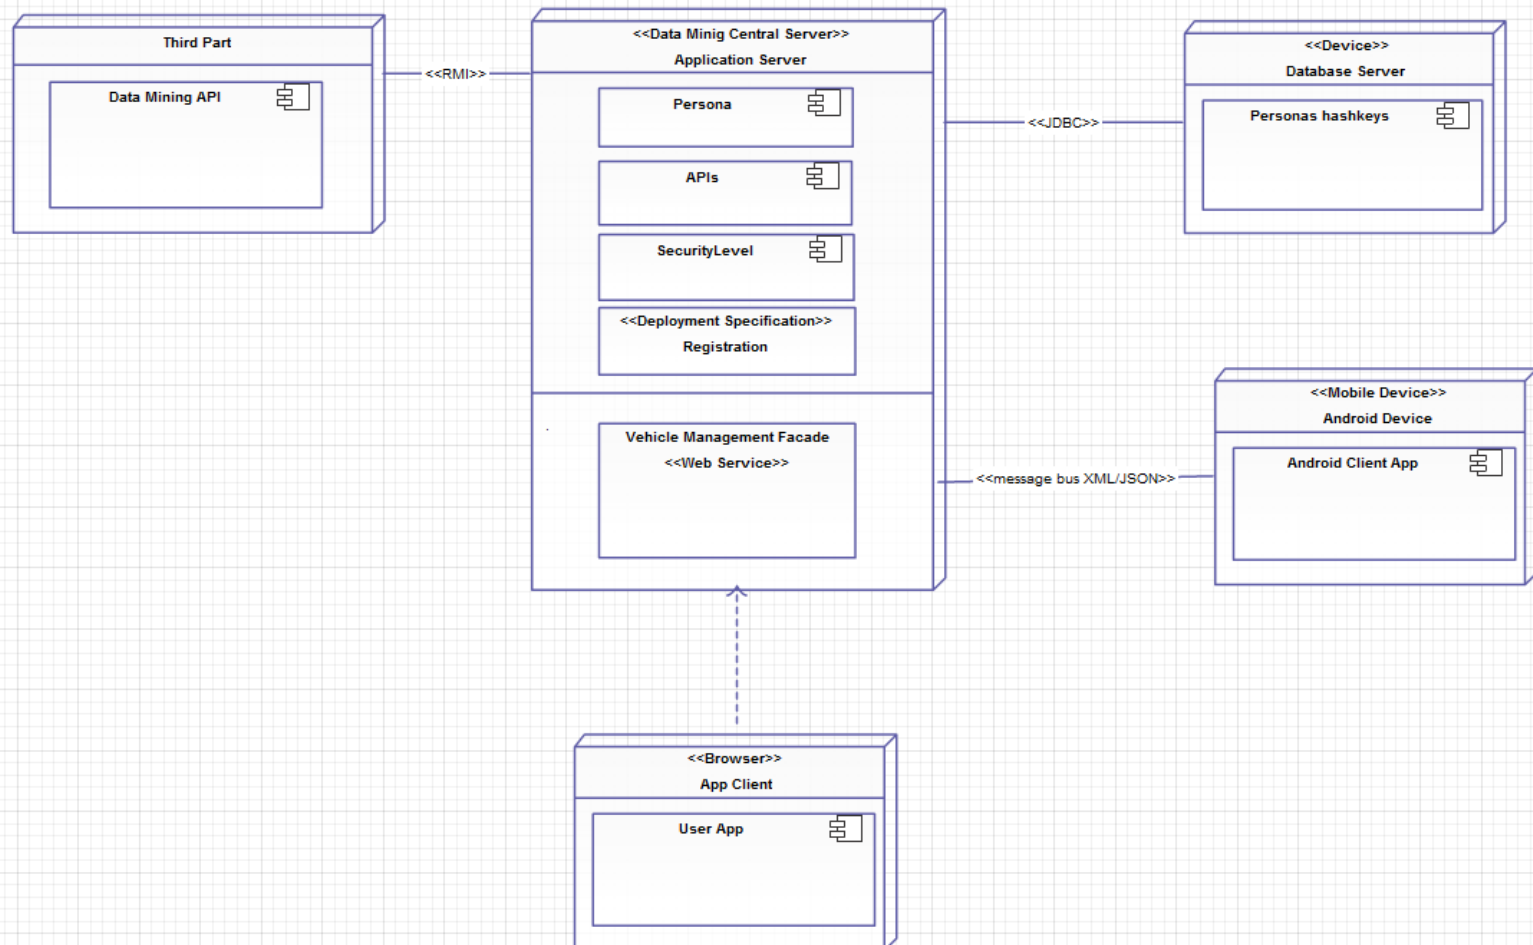 Third Part
Data Mining API
<<RMI>>
<<Data Minig Central Server>>
Application Server
Persona
APIs
SecurityLevel
<<Deployment Specification>>
Registration
Vehicle Management Facade
<<Web Service>>
<<JDBC>>
<<Device>>
Database Server
Personas hashkeys
<<message bus XML/JSON>>
<<Mobile Device>>
Android Device
Android Client App
<<Browser>>
App Client
User App